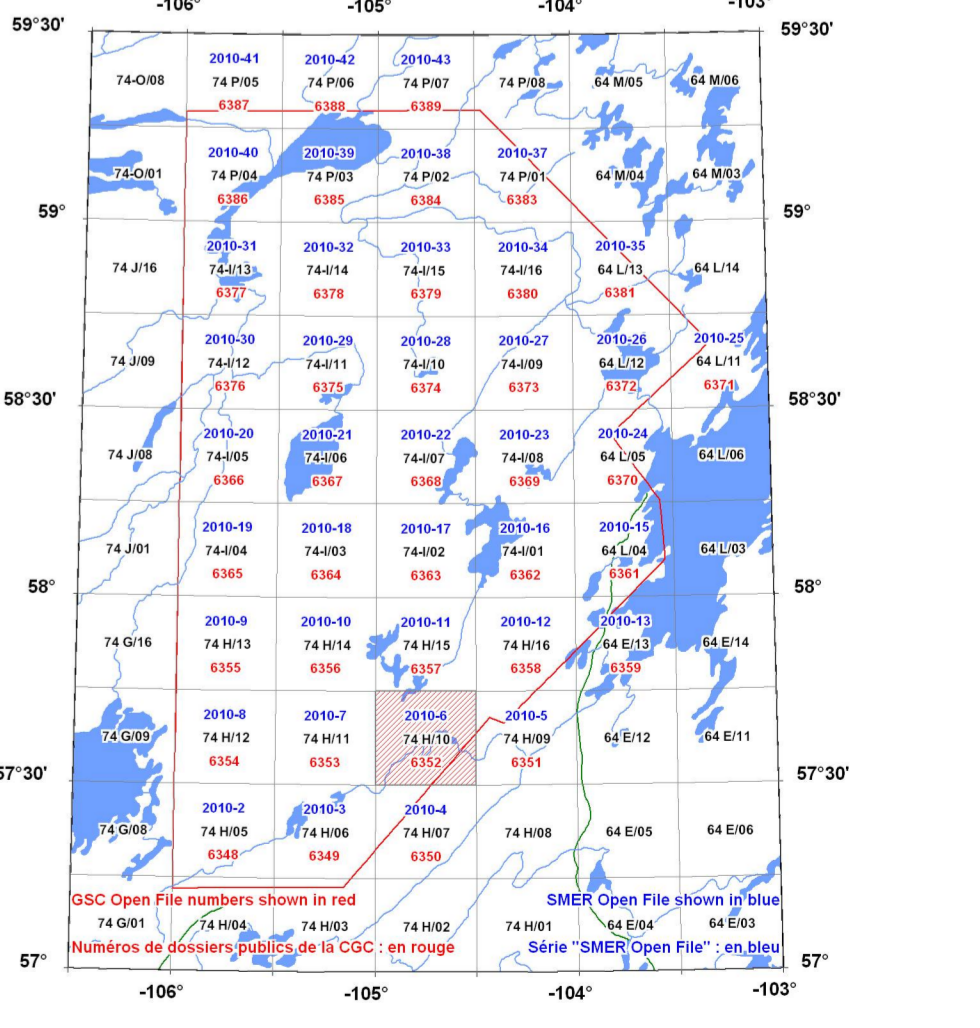 -106° -105° -104° -103°
59°30' 59°30'
2010-41 2010-42 2010-43
74-O/08 74 P/05 74 P/06 74 P/07 74 P/08 64 M/05 64 M/06
6387 6388 6389
2010-40 2010-39 2010-38 2010-37
74-O/01 74 P/04 74 P/03 74 P/02 74 P/01 64 M/04 64 M/03
6386 6385 6384 6383
59° 59°
2010-31 2010-32 2010-33 2010-34 2010-35
74 J/16 74-I/13 74-I/14 74-I/15 74-I/16 64 L/13 64 L/14
6377 6378 6379 6380 6381
2010-30 2010-29 2010-28 2010-27 2010-26 2010-25
74 J/09 74-I/12 74-I/11 74-I/10 74-I/09 64 L/12 64 L/11
6376 6375 6374 6373 6372 6371
58°30' 58°30'
2010-20 2010-21 2010-22 2010-23 2010-24
74 J/08 74-I/05 74-I/06 74-I/07 74-I/08 64 L/05 64 L/06
6366 6367 6368 6369 6370
2010-19 2010-18 2010-17 2010-16 2010-15
74 J/01 74-I/04 74-I/03 74-I/02 74-I/01 64 L/04 64 L/03
6365 6364 6363 6362 6361
58° 58°
2010-9 2010-10 2010-11 2010-12 2010-13
74 G/16 74 H/13 74 H/14 74 H/15 74 H/16 64 E/13 64 E/14
6355 6356 6357 6358 6359
2010-8 2010-7 2010-6 2010-5
74 G/09 74 H/12 74 H/11 74 H/10 74 H/09 64 E/12 64 E/11
6354 6353 6352 6351
57°30' 57°30'
2010-2 2010-3 2010-4
74 G/08 74 H/05 74 H/06 74 H/07 74 H/08 64 E/05 64 E/06
6348 6349 6350
GSC Open File numbers shown in red SMER Open File shown in blue
74 G/01 74 H/04 74 H/03 74 H/02 74 H/01 64 E/04 64 E/03
Numéros de dossiers publics de la CGC : en rouge Série "SMER Open File" : en bleu
57° 57°
-106° -105° -104° -103°